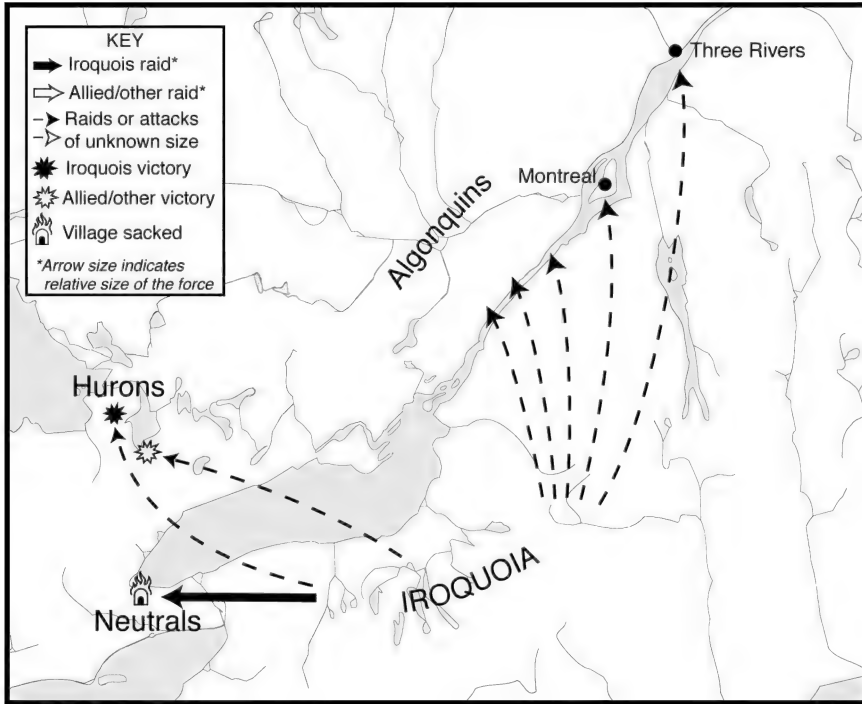 KEY
Iroquois raid*
Allied/other raid*
Raids or attacks
of unknown size
Iroquois victory
Allied/other victory
Village sacked
*Arrow size indicates
relative size of the force
Three Rivers
Montreal
Algonquins
Hurons
IROQUOIA
Neutrals